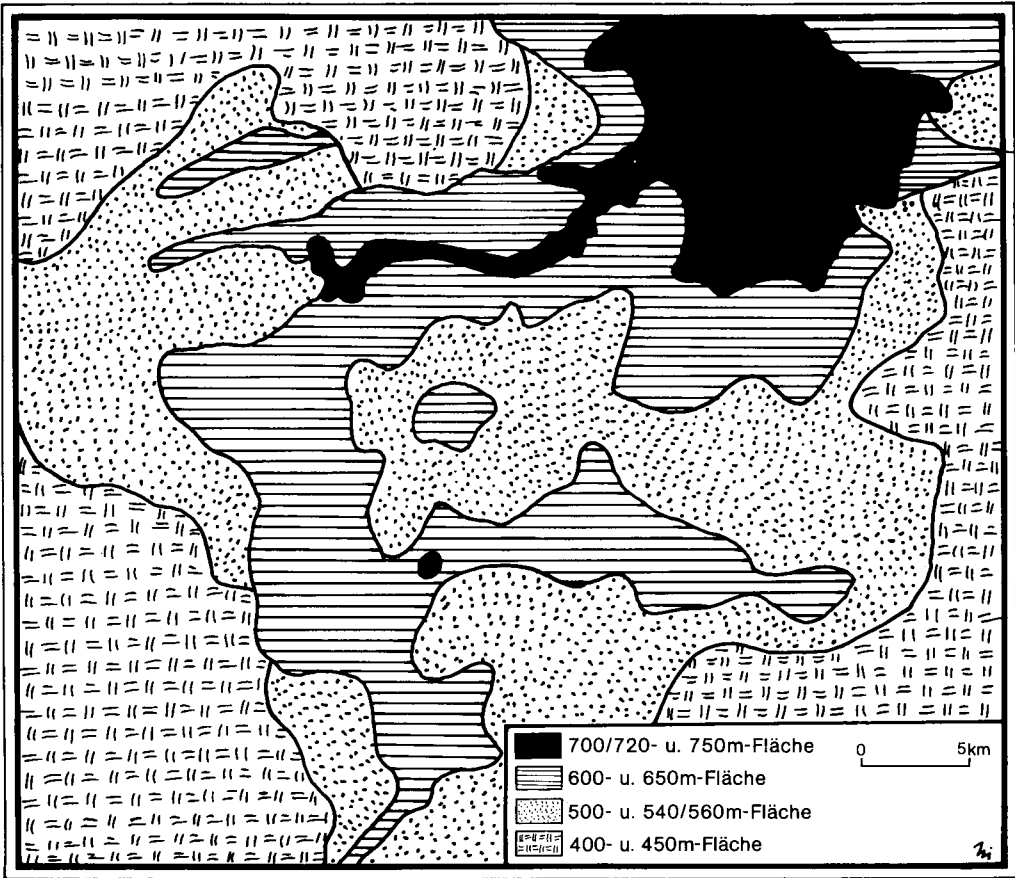 700/720- u. 750m-Fläche
0 5km
600- u. 650m-Fläche
500- u. 540/560m-Fläche
400- u. 450m-Fläche